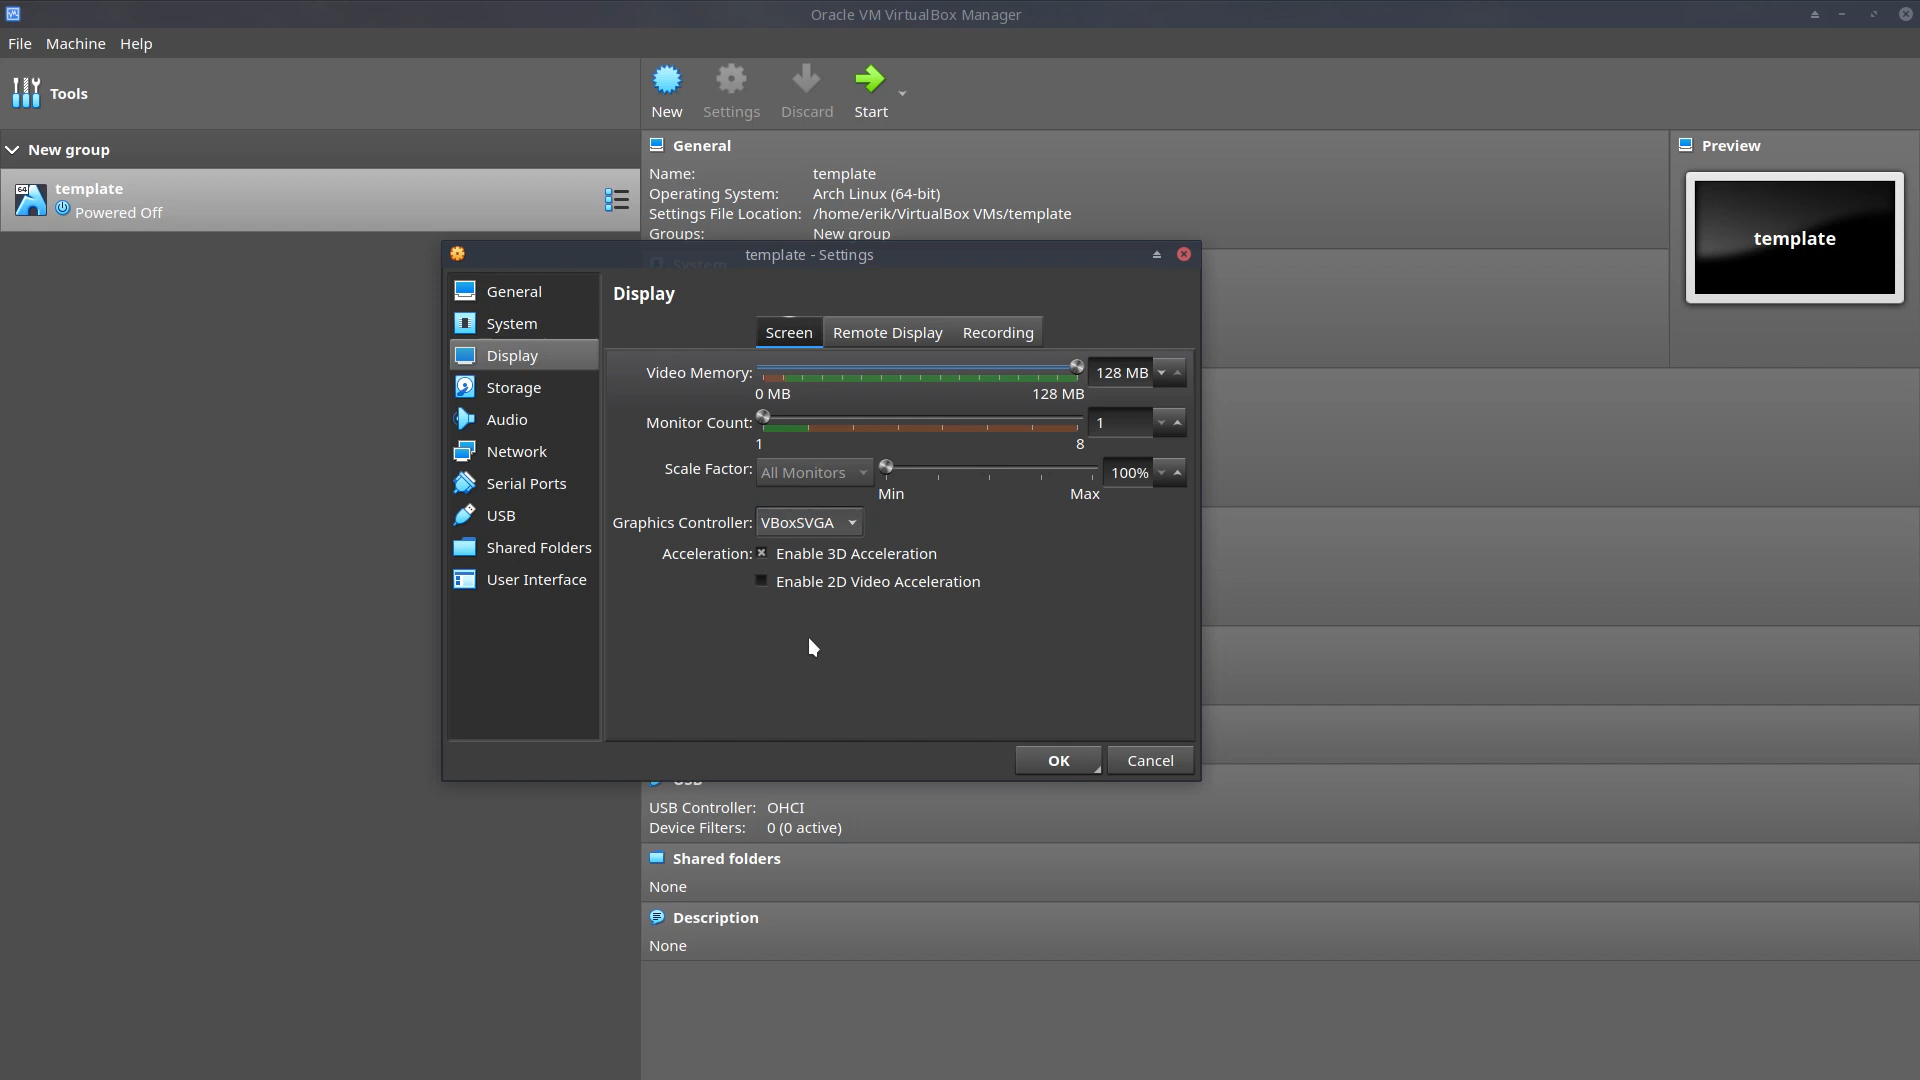 Oracle VM VirtualBox Manager
File Machine Help
Tools
New Settings Discard Start
New group
64
template
Powered Off
General
Name: template
Operating System: Arch Linux (64-bit)
Settings File Location: /home/erik/VirtualBox VMs/template
Groups: New group
System
Preview
template
template - Settings
General
System
Display
Storage
Audio
Network
Serial Ports
USB
Shared Folders
User Interface
Display
Screen Remote Display Recording
Video Memory: 128 MB
0 MB 128 MB
Monitor Count: 1
1 8
Scale Factor: All Monitors 100%
Min Max
Graphics Controller: VBoxSVGA
Acceleration: Enable 3D Acceleration
Enable 2D Video Acceleration
OK Cancel
USB
USB Controller: OHCI
Device Filters: 0 (0 active)
Shared folders
None
Description
None